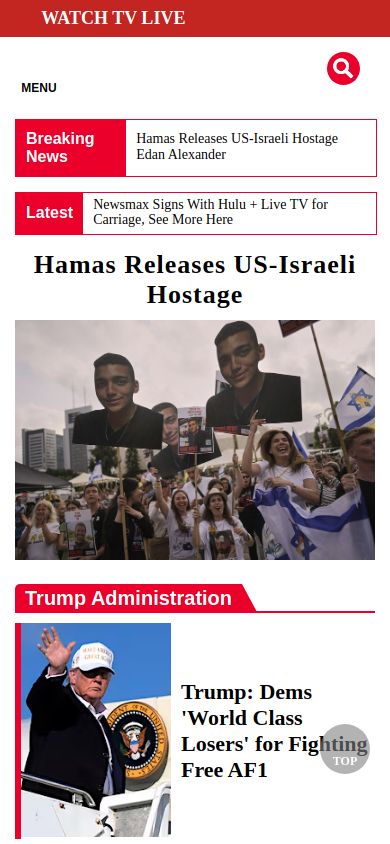 WATCH TV LIVE
MENU
Breaking
News
Hamas Releases US-Israeli Hostage
Edan Alexander
Latest
Newsmax Signs With Hulu + Live TV for
Carriage, See More Here
Hamas Releases US-Israeli
Hostage
Trump Administration
Trump: Dems
'World Class
Losers' for Fighting
Free AF1
TOP